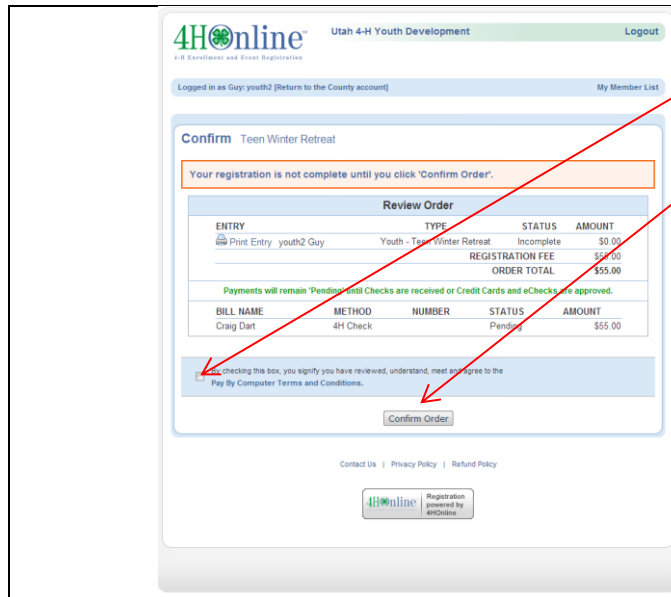 4HOnline™
4-H Enrollment and Event Registration
Utah 4-H Youth Development
Logout
Logged in as Guy: youth2 [Return to the County account]
My Member List
Confirm Teen Winter Retreat
Your registration is not complete until you click 'Confirm Order'.
Review Order
ENTRY TYPE STATUS AMOUNT
Print Entry youth2 Guy Youth - Teen Winter Retreat Incomplete $0.00
REGISTRATION FEE $55.00
ORDER TOTAL $55.00
Payments will remain 'Pending' until Checks are received or Credit Cards and eChecks are approved.
BILL NAME METHOD NUMBER STATUS AMOUNT
Craig Dart 4H Check Pending $55.00
By checking this box, you signify you have reviewed, understand, meet and agree to the
Pay By Computer Terms and Conditions.
Confirm Order
Contact Us | Privacy Policy | Refund Policy
4HOnline
Registration
powered by
4HOnline